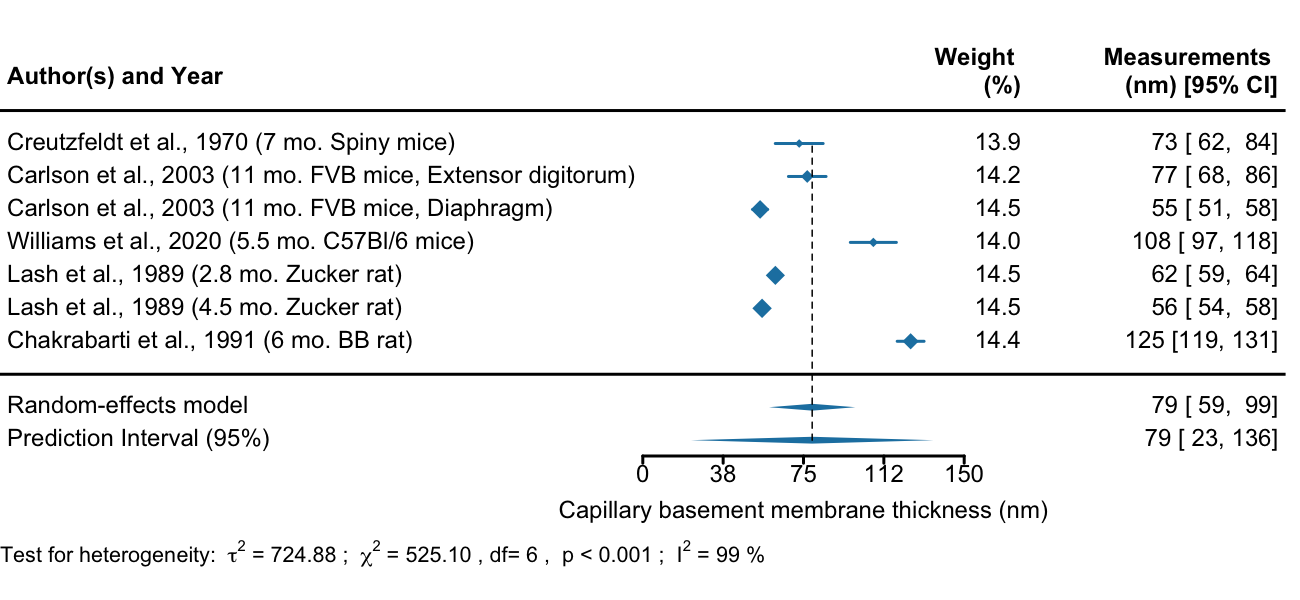 Author(s) and Year Weight (%) Measurements (nm) [95% CI]
Creutzfeldt et al., 1970 (7 mo. Spiny mice) 13.9 73 [ 62, 84]
Carlson et al., 2003 (11 mo. FVB mice, Extensor digitorum) 14.2 77 [ 68, 86]
Carlson et al., 2003 (11 mo. FVB mice, Diaphragm) 14.5 55 [ 51, 58]
Williams et al., 2020 (5.5 mo. C57Bl/6 mice) 14.0 108 [ 97, 118]
Lash et al., 1989 (2.8 mo. Zucker rat) 14.5 62 [ 59, 64]
Lash et al., 1989 (4.5 mo. Zucker rat) 14.5 56 [ 54, 58]
Chakrabarti et al., 1991 (6 mo. BB rat) 14.4 125 [119, 131]
Random-effects model 79 [ 59, 99]
Prediction Interval (95%) 79 [ 23, 136]
0 38 75 112 150
Capillary basement membrane thickness (nm)
Test for heterogeneity: τ² = 724.88 ; χ² = 525.10 , df= 6 , p < 0.001 ; I² = 99 %